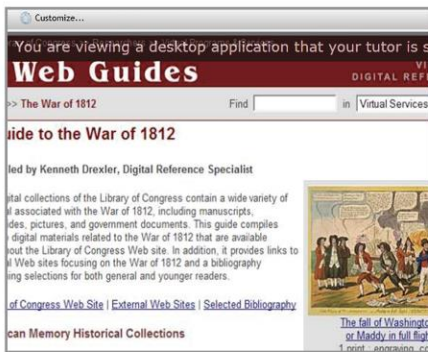 Customize...
You are viewing a desktop application that your tutor is s
Web Guides
VI
DIGITAL REF
>> The War of 1812
Find
in
Virtual Services
uide to the War of 1812
led by Kenneth Drexler, Digital Reference Specialist
ital collections of the Library of Congress contain a wide variety of
l associated with the War of 1812, including manuscripts,
des, pictures, and government documents. This guide compiles
digital materials related to the War of 1812 that are available
out the Library of Congress Web site. In addition, it provides links to
l Web sites focusing on the War of 1812 and a bibliography
ing selections for both general and younger readers.
of Congress Web Site | External Web Sites | Selected Bibliography
can Memory Historical Collections
The fall of Washingto
or Maddy in full fligh
1 print : engraving, co